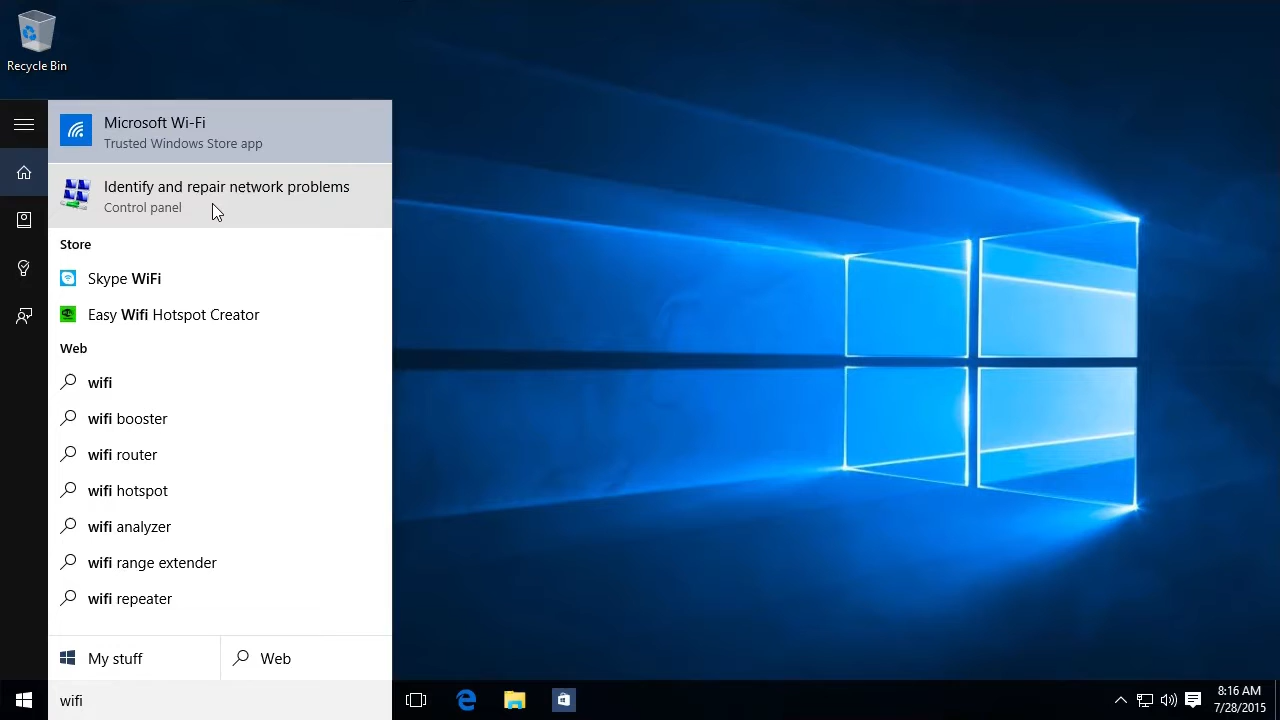 Recycle Bin
Microsoft Wi-Fi
Trusted Windows Store app
Identify and repair network problems
Control panel
Store
Skype WiFi
Easy Wifi Hotspot Creator
Web
wifi
wifi booster
wifi router
wifi hotspot
wifi analyzer
wifi range extender
wifi repeater
My stuff
Web
wifi
8:16 AM
7/28/2015